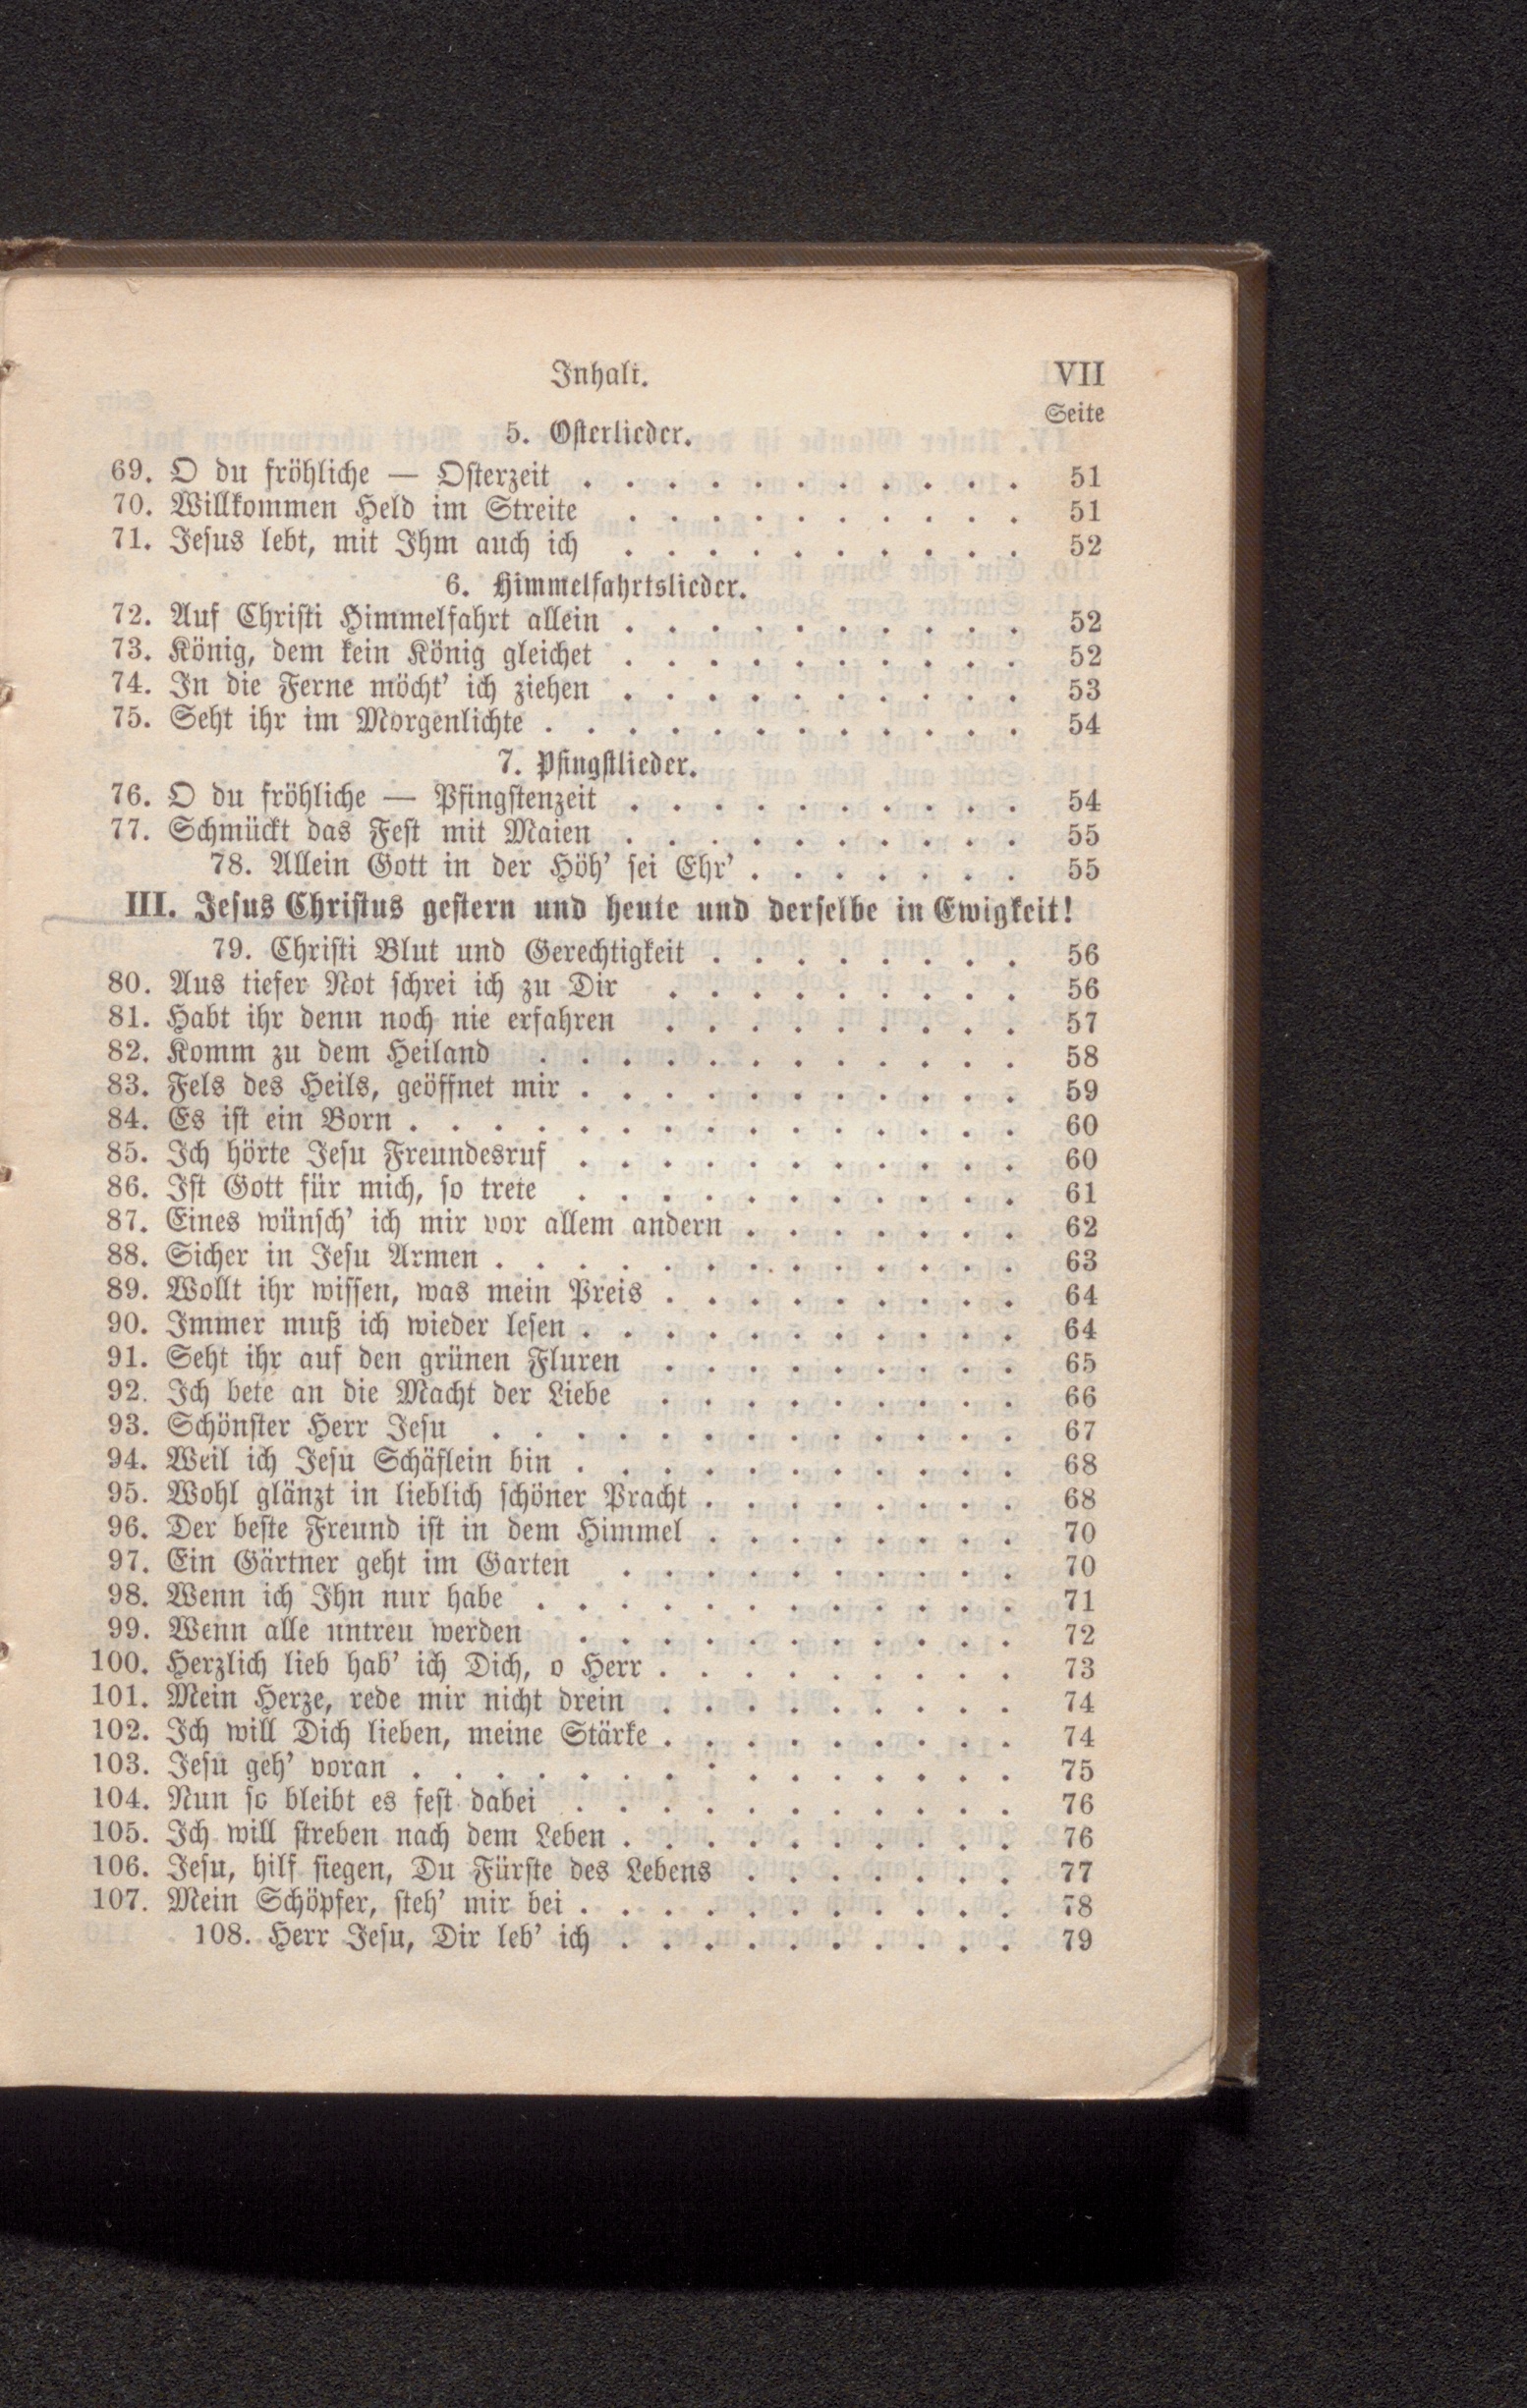 Inhalt. VII
Seite
5. Osterlieder.
69. O du fröhliche — Osterzeit . . . . . . . . . . . 51
70. Willkommen Held im Streite . . . . . . . . . . 51
71. Jesus lebt, mit Ihm auch ich . . . . . . . . . . 52
6. Himmelfahrtslieder.
72. Auf Christi Himmelfahrt allein . . . . . . . . . . 52
73. König, dem kein König gleichet . . . . . . . . . . 52
74. In die Ferne möcht' ich ziehen . . . . . . . . . . 53
75. Seht ihr im Morgenlichte . . . . . . . . . . . . 54
7. Pfingstlieder.
76. O du fröhliche — Pfingstenzeit . . . . . . . . . . 54
77. Schmückt das Fest mit Maien . . . . . . . . . . 55
78. Allein Gott in der Höh' sei Ehr' . . . . . . . 55
III. Jesus Christus gestern und heute und derselbe in Ewigkeit!
79. Christi Blut und Gerechtigkeit . . . . . . . . 56
80. Aus tiefer Not schrei ich zu Dir . . . . . . . . . 56
81. Habt ihr denn noch nie erfahren . . . . . . . . . 57
82. Komm zu dem Heiland . . . . . . . . . . . . 58
83. Fels des Heils, geöffnet mir . . . . . . . . . . . 59
84. Es ist ein Born . . . . . . . . . . . . . . . 60
85. Ich hörte Jesu Freundesruf . . . . . . . . . . . 60
86. Ist Gott für mich, so trete . . . . . . . . . . . 61
87. Eines wünsch' ich mir vor allem andern . . . . . . . 62
88. Sicher in Jesu Armen . . . . . . . . . . . . . 63
89. Wollt ihr wissen, was mein Preis . . . . . . . . . 64
90. Immer muß ich wieder lesen . . . . . . . . . . . 64
91. Seht ihr auf den grünen Fluren . . . . . . . . . 65
92. Ich bete an die Macht der Liebe . . . . . . . . . 66
93. Schönster Herr Jesu . . . . . . . . . . . . . 67
94. Weil ich Jesu Schäflein bin . . . . . . . . . . . 68
95. Wohl glänzt in lieblich schöner Pracht . . . . . . . . 68
96. Der beste Freund ist in dem Himmel . . . . . . . . 70
97. Ein Gärtner geht im Garten . . . . . . . . . . 70
98. Wenn ich Ihn nur habe . . . . . . . . . . . . 71
99. Wenn alle untreu werden . . . . . . . . . . . 72
100. Herzlich lieb hab' ich Dich, o Herr . . . . . . . . . 73
101. Mein Herze, rede mir nicht drein . . . . . . . . . 74
102. Ich will Dich lieben, meine Stärke . . . . . . . . . 74
103. Jesu geh' voran . . . . . . . . . . . . . . . 75
104. Nun so bleibt es fest dabei . . . . . . . . . . . 76
105. Ich will streben nach dem Leben . . . . . . . . . . 76
106. Jesu, hilf siegen, Du Fürste des Lebens . . . . . . . 77
107. Mein Schöpfer, steh' mir bei . . . . . . . . . . . 78
108. Herr Jesu, Dir leb' ich . . . . . . . . . . 79